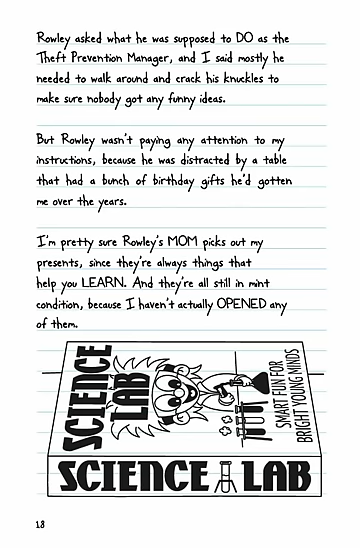 Rowley asked what he was supposed to DO as the
Theft Prevention Manager, and I said mostly he
needed to walk around and crack his knuckles to
make sure nobody got any funny ideas.
But Rowley wasn't paying any attention to my
instructions, because he was distracted by a table
that had a bunch of birthday gifts he'd gotten
me over the years.
I'm pretty sure Rowley's MOM picks out my
presents, since they're always things that
help you LEARN. And they're all still in mint
condition, because I haven't actually OPENED any
of them.
SCIENCE
LAB
SMART FUN FOR
BRIGHT YOUNG MINDS
SCIENCE LAB
18